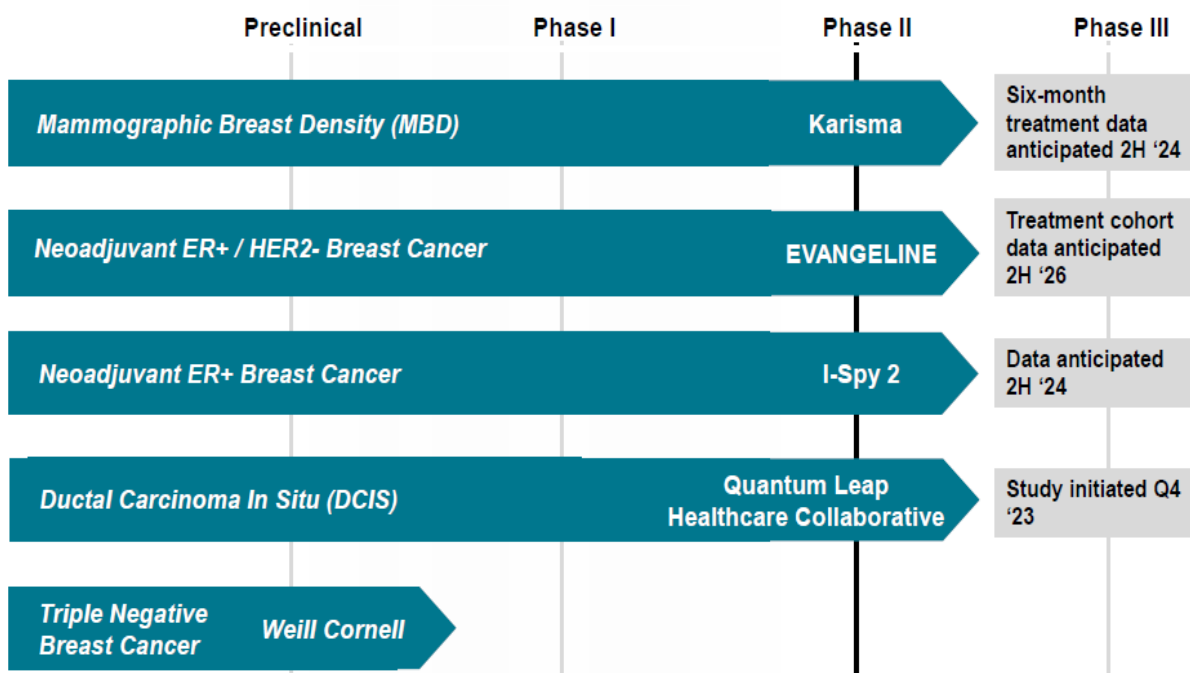 Preclinical Phase I Phase II Phase III
Mammographic Breast Density (MBD)
Karisma
Six-month
treatment data
anticipated 2H ‘24
Neoadjuvant ER+ / HER2- Breast Cancer
EVANGELINE
Treatment cohort
data anticipated
2H ‘26
Neoadjuvant ER+ Breast Cancer
I-Spy 2
Data anticipated
2H ‘24
Ductal Carcinoma In Situ (DCIS)
Quantum Leap
Healthcare Collaborative
Study initiated Q4
‘23
Triple Negative
Breast Cancer
Weill Cornell